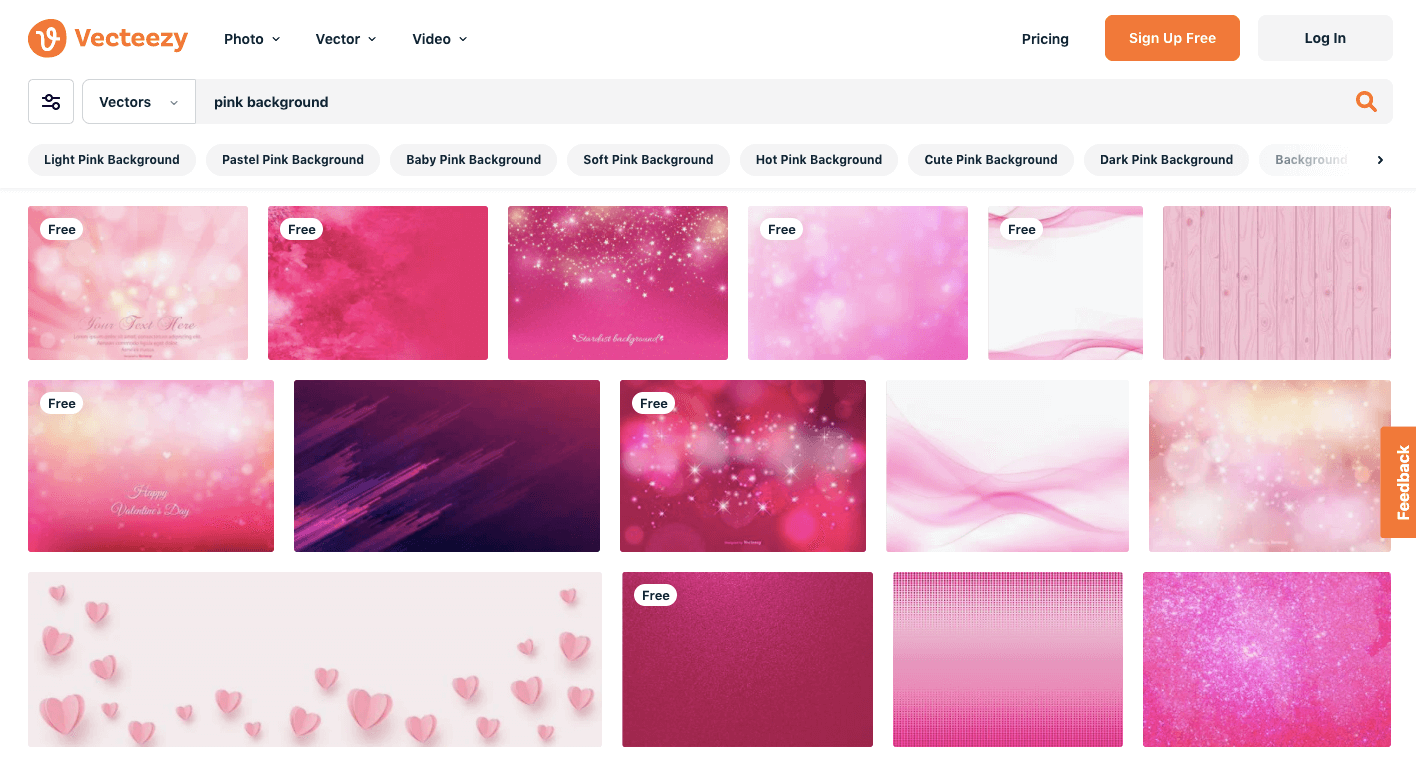 Vecteezy
Photo
Vector
Video
Pricing
Sign Up Free
Log In
Vectors
pink background
Light Pink Background
Pastel Pink Background
Baby Pink Background
Soft Pink Background
Hot Pink Background
Cute Pink Background
Dark Pink Background
Background
Free
Your Text Here
Free
Stardust background
Free
Free
Free
Happy
Valentine's Day
Free
Feedback
Free